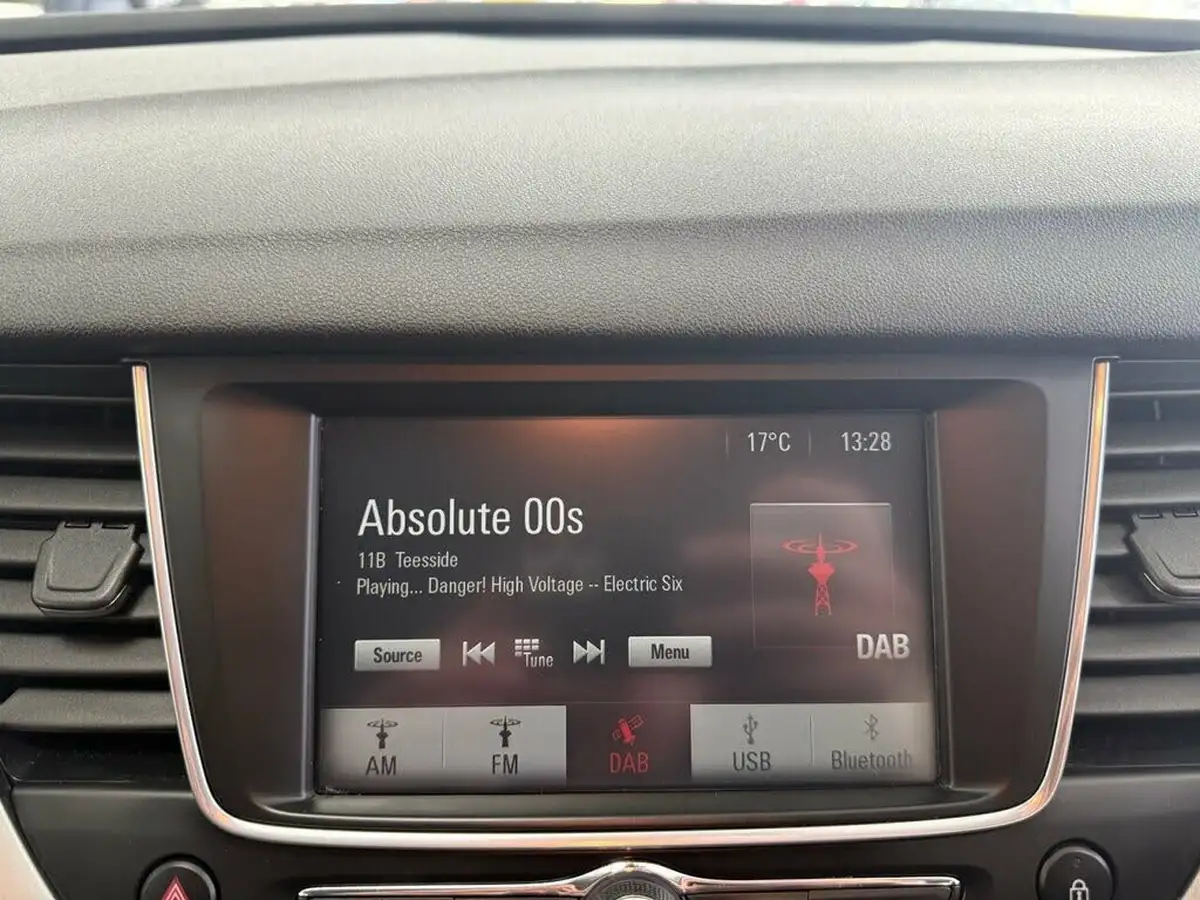 17°C 13:28
Absolute 00s
11B Teesside
Playing... Danger! High Voltage -- Electric Six
DAB
Source Tune Menu
AM FM DAB USB Bluetooth